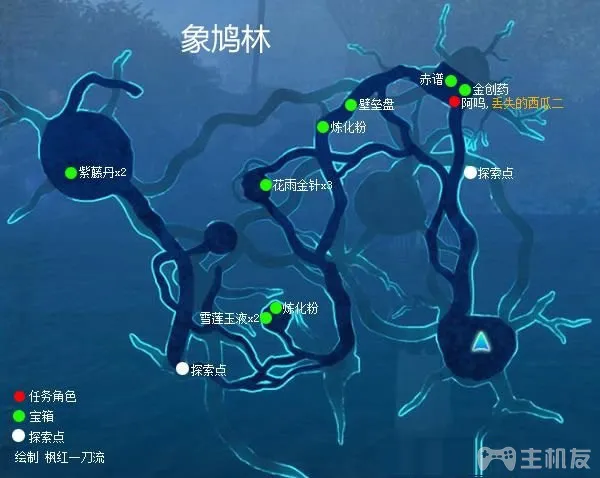 象鸠林
赤谱
金创药
阿呜, 丢失的西瓜二
璧垒盘
炼化粉
探索点
紫藤丹x2
花雨金针x3
炼化粉
雪莲玉液x2
探索点
任务角色
宝箱
探索点
绘制 枫红一刀流
主机友